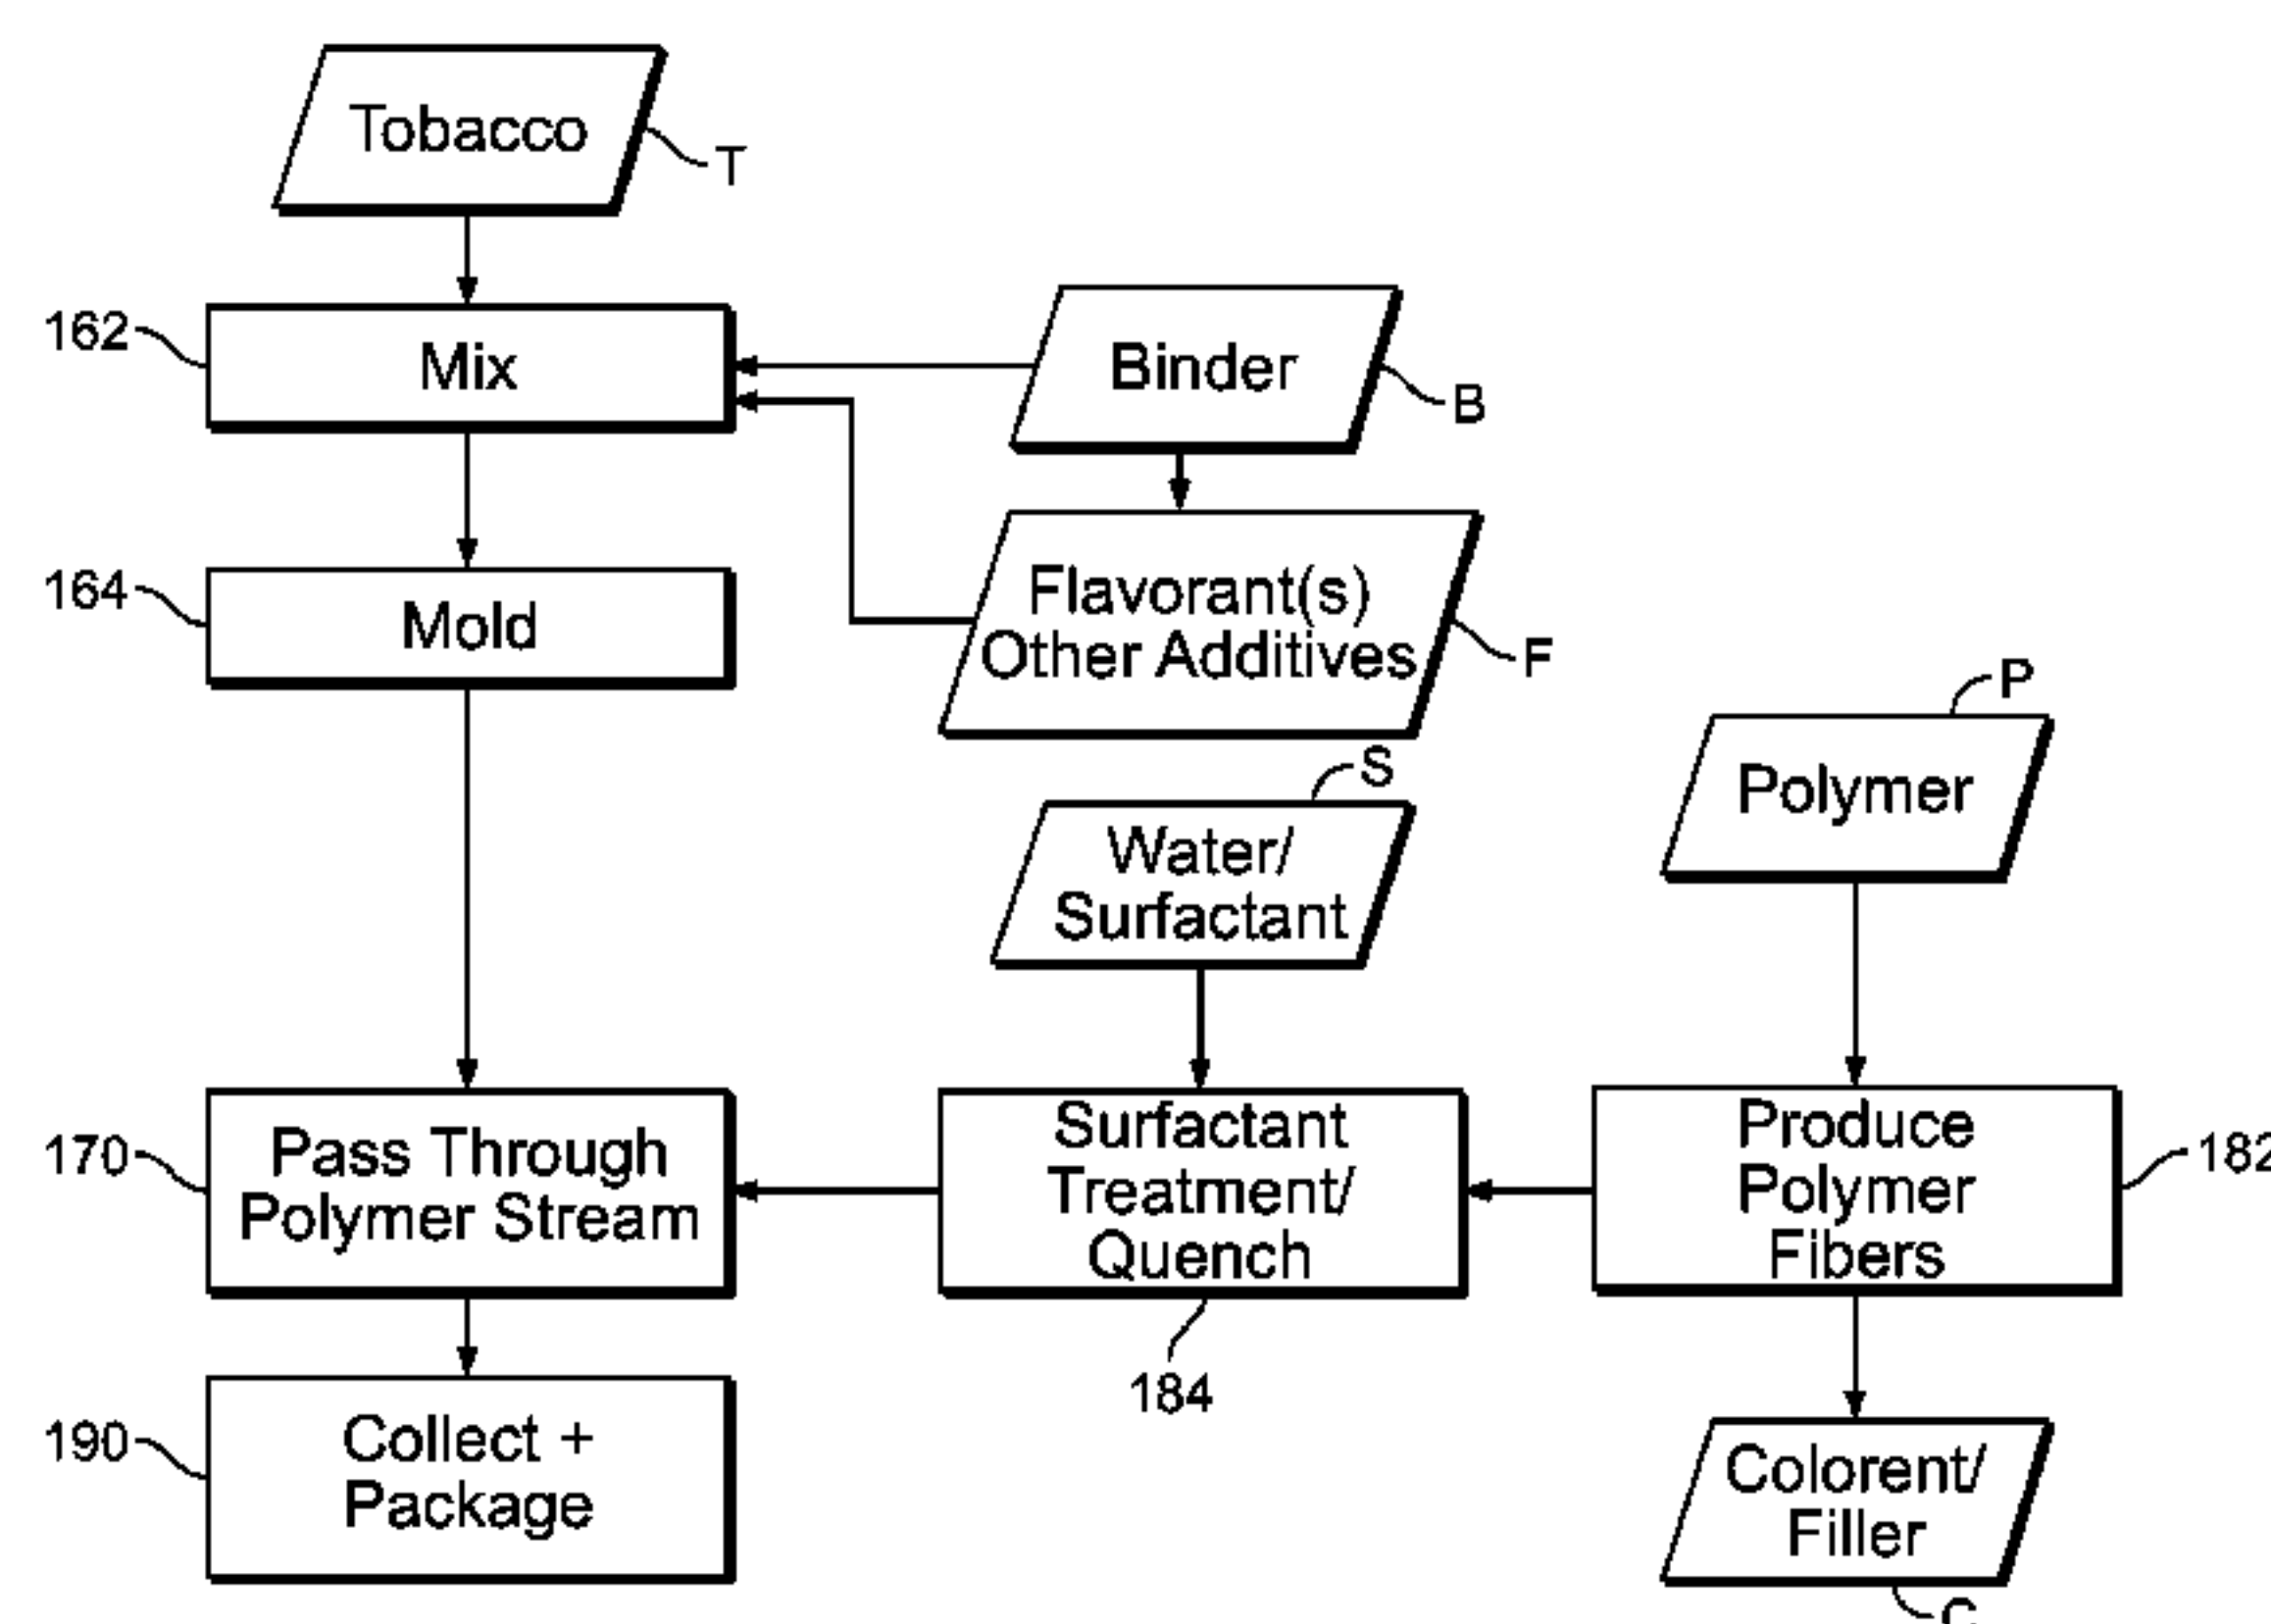 Tobacco
T
162
Mix
Binder
B
164
Mold
Flavorant(s)
Other Additives
F
P
Polymer
S
Water/
Surfactant
170
Pass Through
Polymer Stream
Surfactant
Treatment/
Quench
Produce
Polymer
Fibers
182
184
190
Collect +
Package
Colorent/
Filler
C